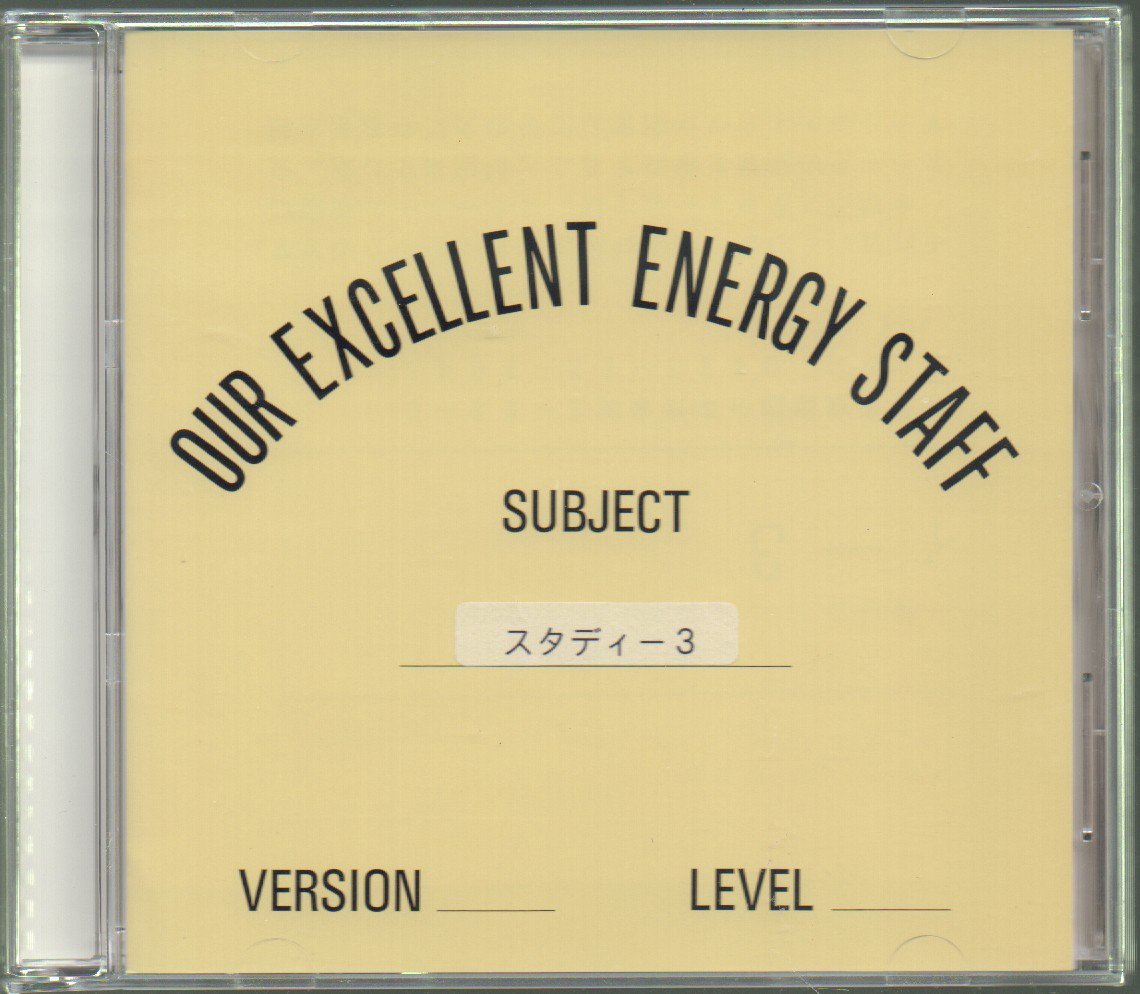 OUR EXCELLENT ENERGY STAFF
SUBJECT
スタディー3
VERSION
LEVEL